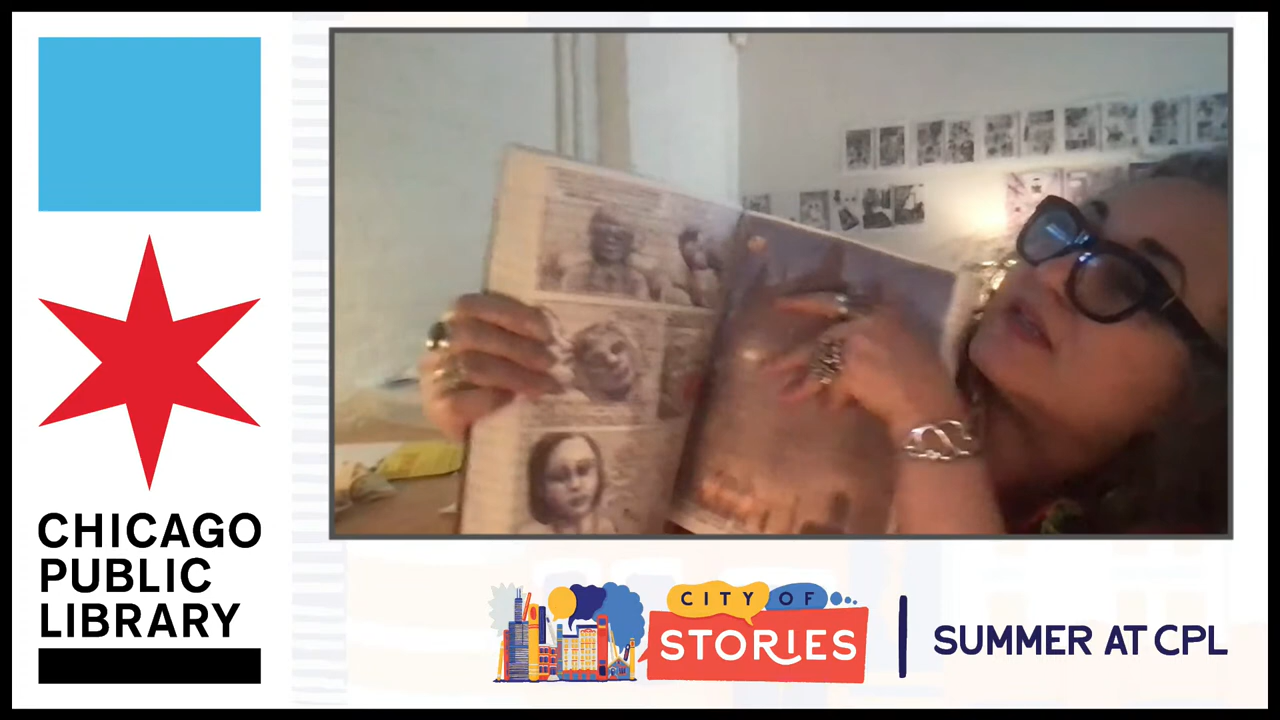 CHICAGO
PUBLIC
LIBRARY
CITY OF
STORIES
SUMMER AT CPL